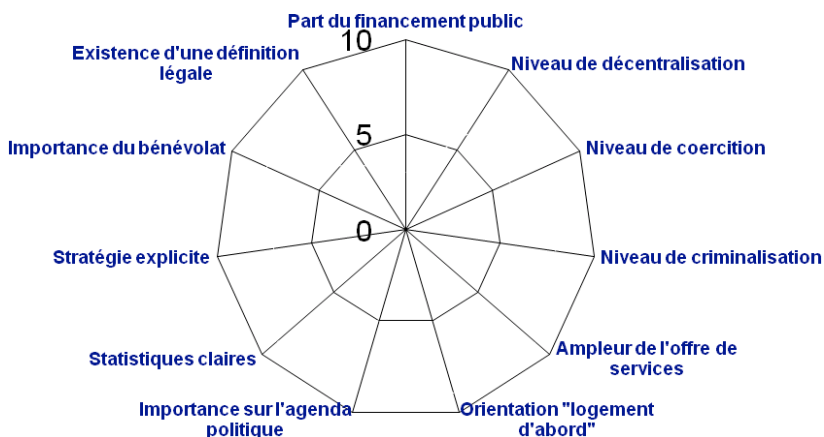 Part du financement public
10
Existence d'une définition
légale
Niveau de décentralisation
5
Importance du bénévolat
Niveau de coercition
0
Stratégie explicite
Niveau de criminalisation
Statistiques claires
Ampleur de l'offre de
services
Importance sur l'agenda
politique
Orientation "logement
d'abord"